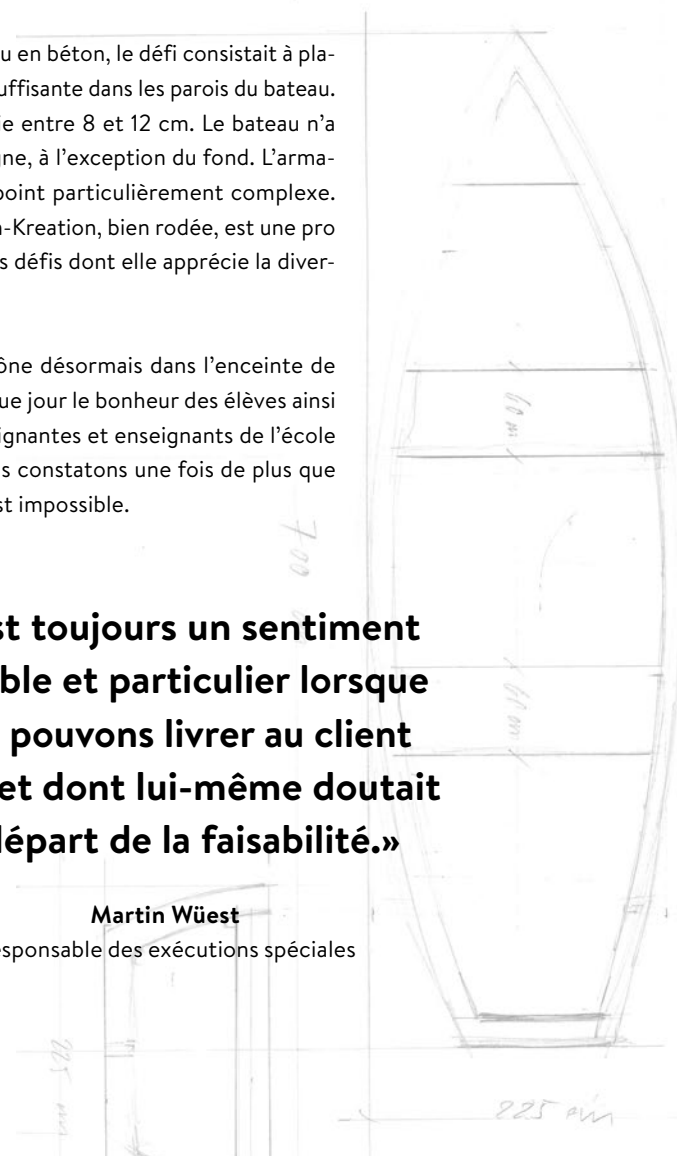 u en béton, le défi consistait à pla-
uffisante dans les parois du bateau.
ie entre 8 et 12 cm. Le bateau n’a
gne, à l’exception du fond. L’arma-
point particulièrement complexe.
n-Kreation, bien rodée, est une pro
s défis dont elle apprécie la diver-
ône désormais dans l’enceinte de
ue jour le bonheur des élèves ainsi
ignantes et enseignants de l’école
s constatons une fois de plus que
st impossible.
st toujours un sentiment
ble et particulier lorsque
pouvons livrer au client
et dont lui-même doutait
départ de la faisabilité.»
Martin Wüest
esponsable des exécutions spéciales
700
225